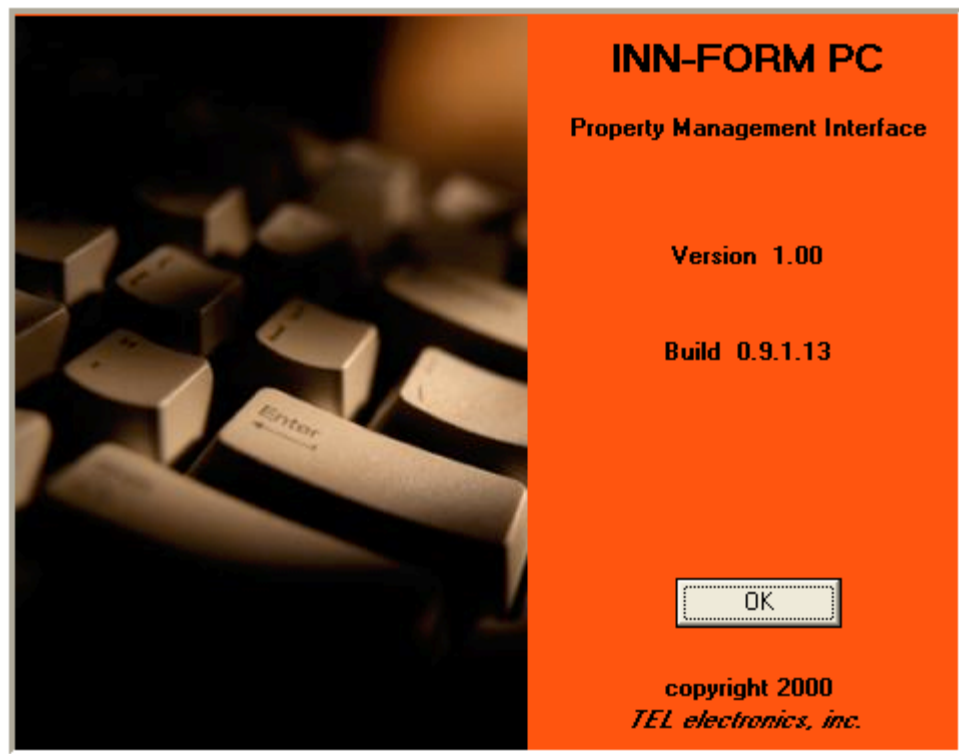 INN-FORM PC
Property Management Interface
Version 1.00
Build 0.9.1.13
Enter
OK
copyright 2000
TEL electronics, inc.